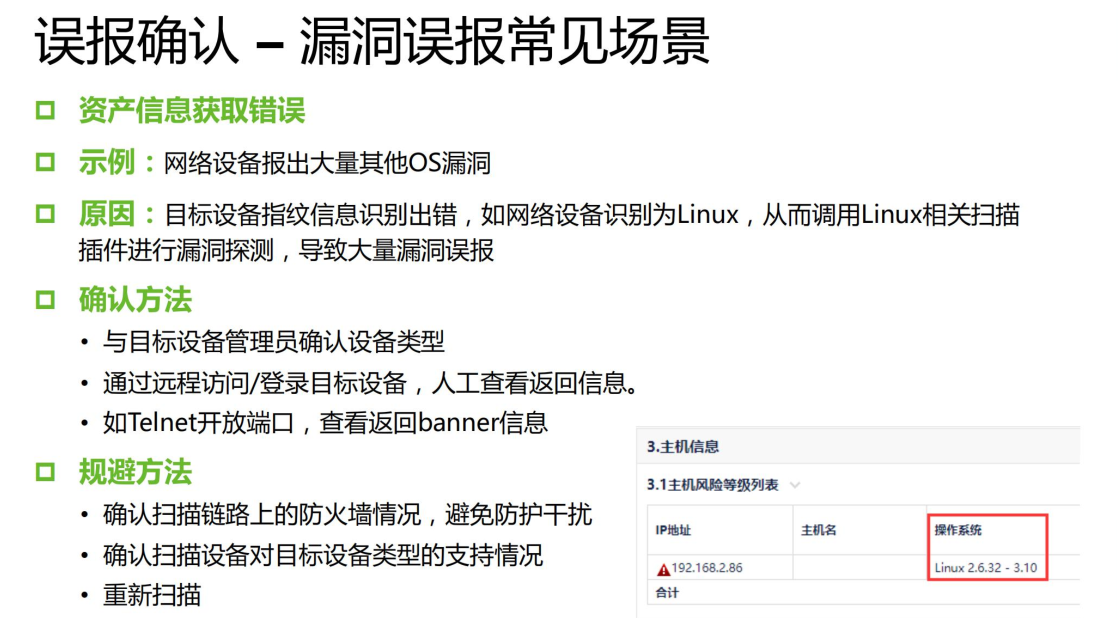 误报确认 – 漏洞误报常见场景
资产信息获取错误
示例：网络设备报出大量其他OS漏洞
原因：目标设备指纹信息识别出错，如网络设备识别为Linux，从而调用Linux相关扫描
插件进行漏洞探测，导致大量漏洞误报
确认方法
• 与目标设备管理员确认设备类型
• 通过远程访问/登录目标设备，人工查看返回信息。
• 如Telnet开放端口，查看返回banner信息
规避方法
• 确认扫描链路上的防火墙情况，避免防护干扰
• 确认扫描设备对目标设备类型的支持情况
• 重新扫描
3.主机信息
3.1主机风险等级列表
IP地址 主机名 操作系统
192.168.2.86 Linux 2.6.32 - 3.10
合计